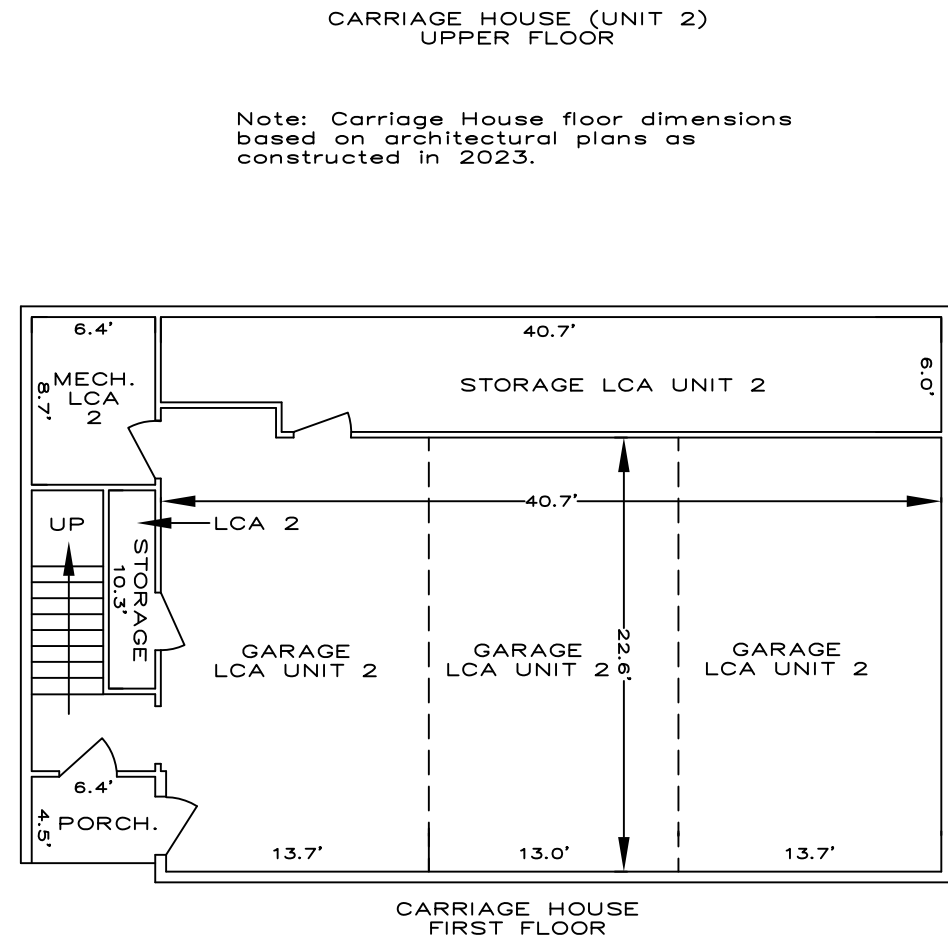 CARRIAGE HOUSE (UNIT 2)
UPPER FLOOR
Note: Carriage House floor dimensions
based on architectural plans as
constructed in 2023.
6.4'
40.7'
MECH.
LCA
2
8.7'
STORAGE LCA UNIT 2
6.0'
40.7'
UP
LCA 2
STORAGE
10.3'
GARAGE
LCA UNIT 2
GARAGE
LCA UNIT 2
22.6'
GARAGE
LCA UNIT 2
6.4'
4.5'
PORCH.
13.7'
13.0'
13.7'
CARRIAGE HOUSE
FIRST FLOOR